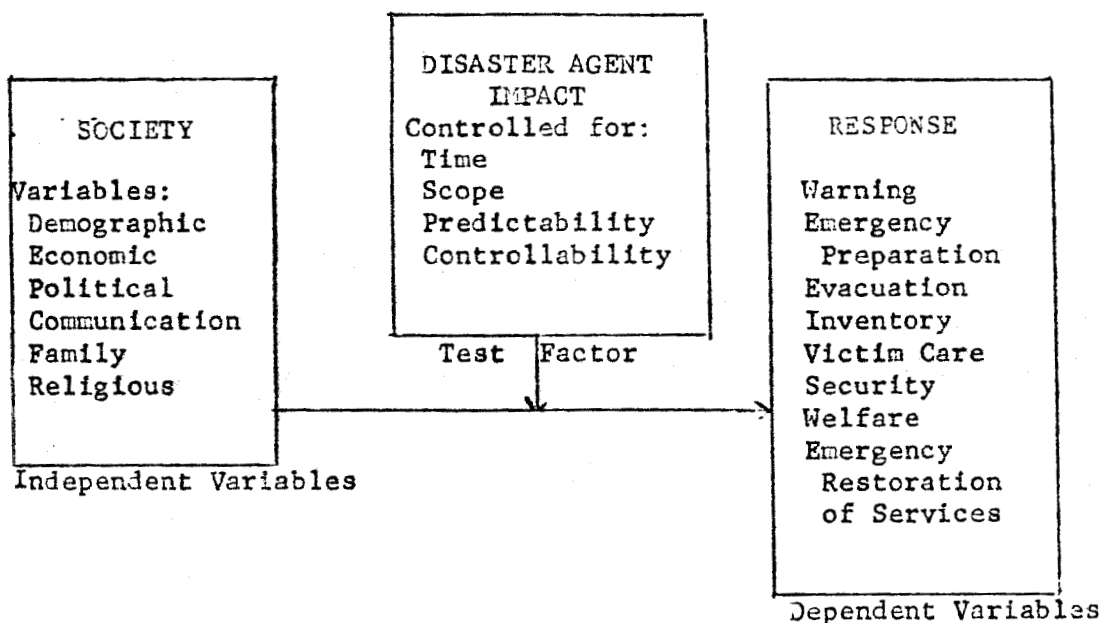 SOCIETY
Variables:
Demographic
Economic
Political
Communication
Family
Religious
Independent Variables
DISASTER AGENT
IMPACT
Controlled for:
Time
Scope
Predictability
Controllability
Test Factor
RESPONSE
Warning
Emergency
Preparation
Evacuation
Inventory
Victim Care
Security
Welfare
Emergency
Restoration
of Services
Dependent Variables